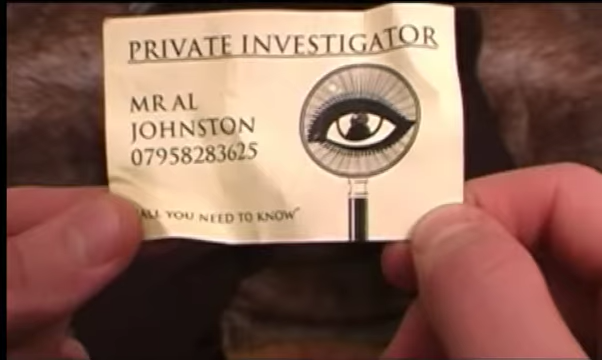 PRIVATE INVESTIGATOR
MR AL
JOHNSTON
07958283625
ALL YOU NEED TO KNOW"